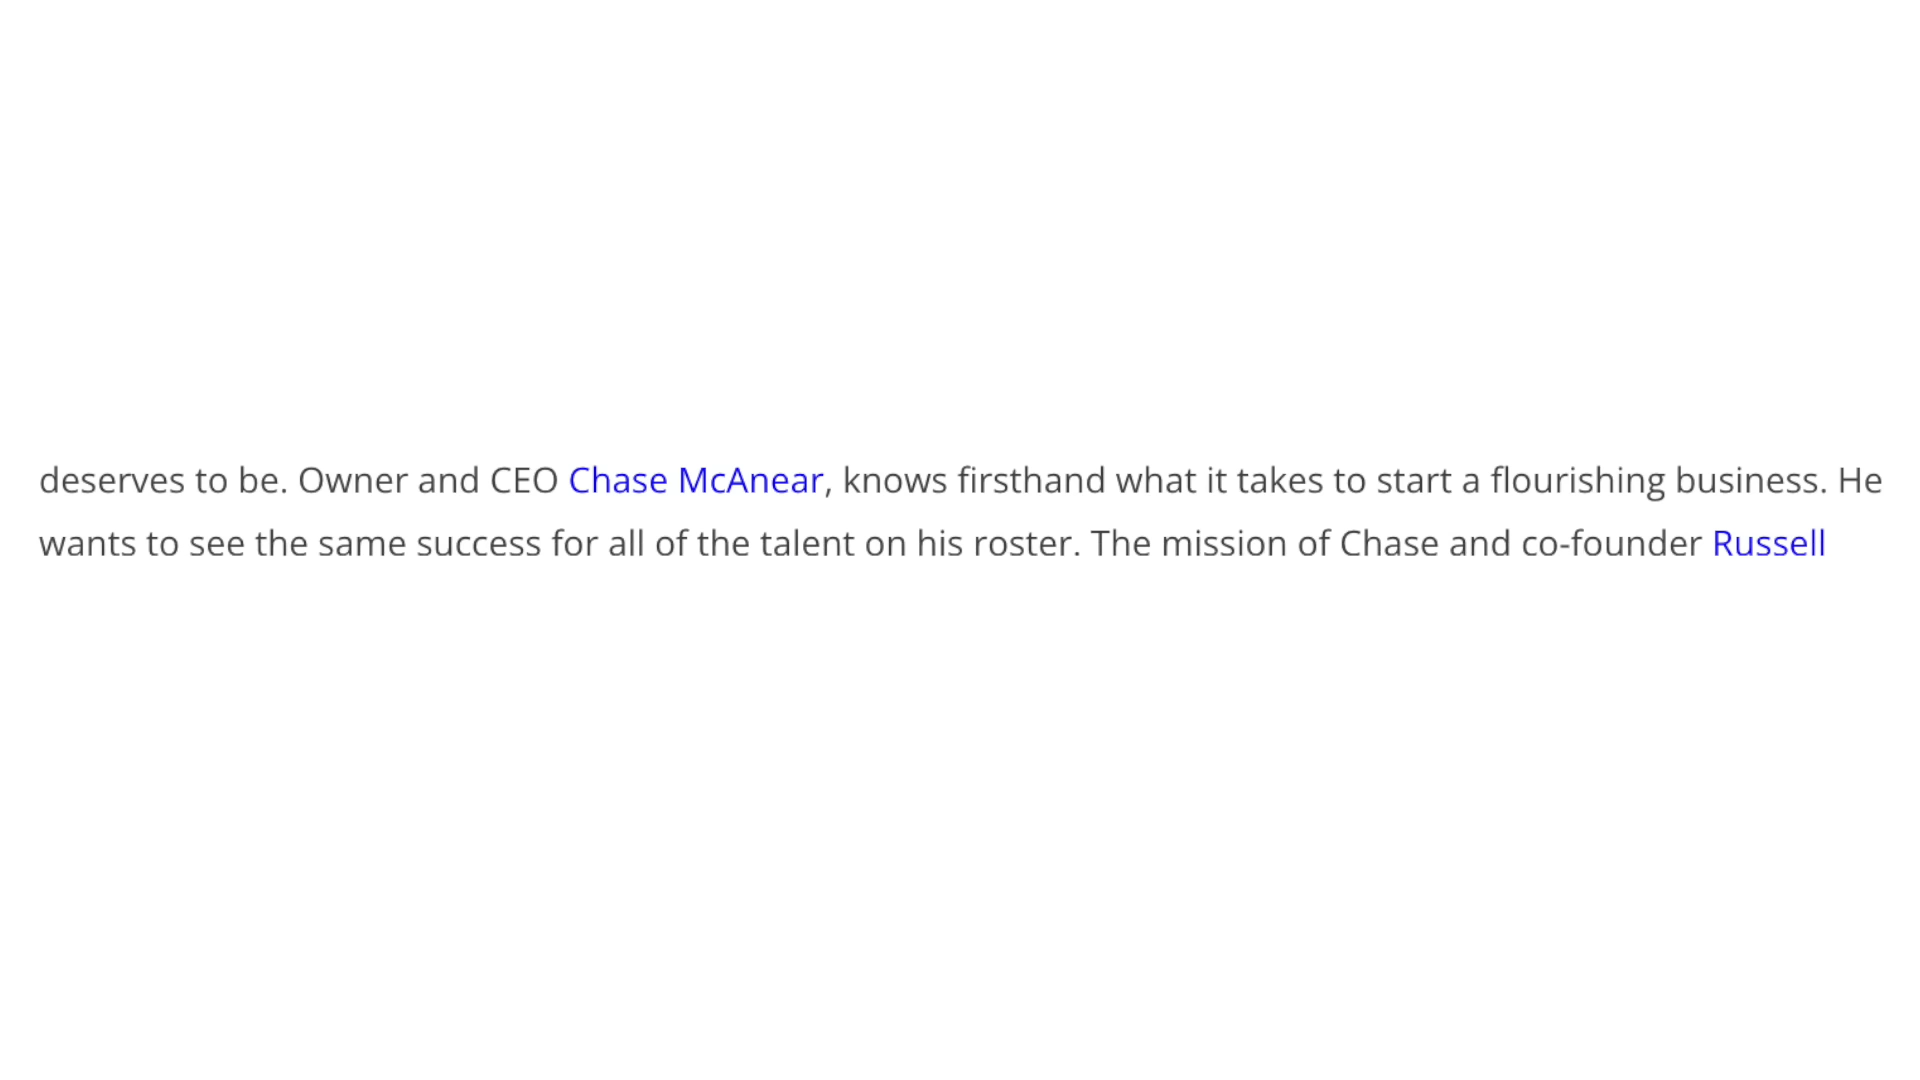 deserves to be. Owner and CEO Chase McAnear, knows firsthand what it takes to start a flourishing business. He
wants to see the same success for all of the talent on his roster. The mission of Chase and co-founder Russell